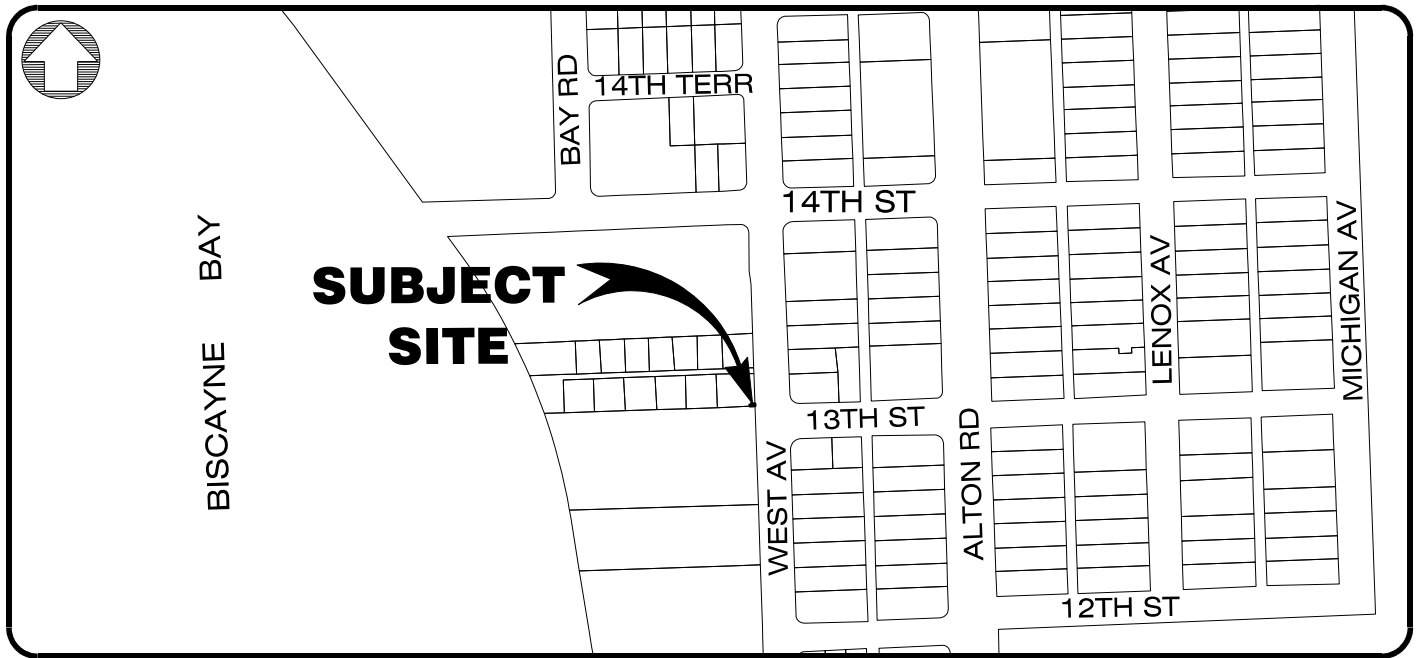 BAY RD
14TH TERR
14TH ST
BISCAYNE BAY
SUBJECT
SITE
LENOX AV
MICHIGAN AV
13TH ST
WEST AV
ALTON RD
12TH ST